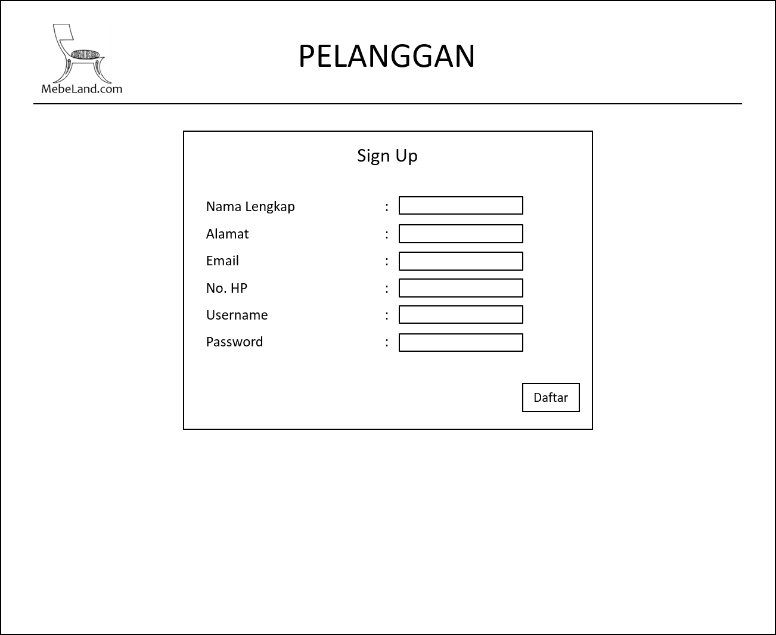 PELANGGAN
MebeLand.com
Sign Up
Nama Lengkap :
Alamat :
Email :
No. HP :
Username :
Password :
Daftar